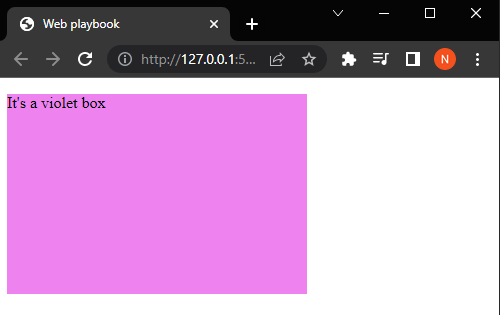 Web playbook
http://127.0.0.1:5...
N
It's a violet box